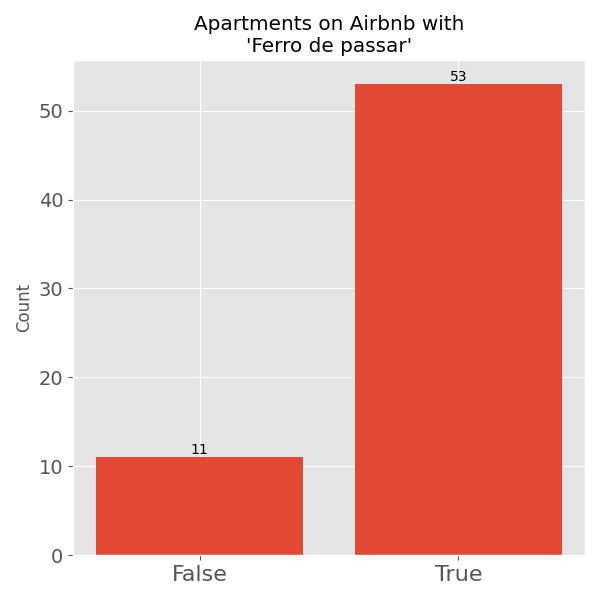 Apartments on Airbnb with
'Ferro de passar'
53
50
40
30
Count
20
11
10
0
False
True